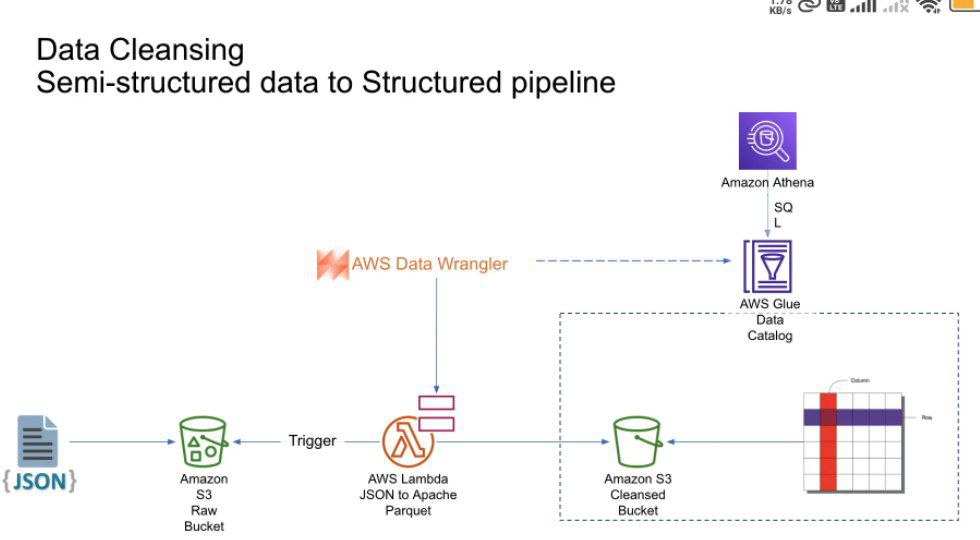 1.78
KB/s
Vo
LTE
Data Cleansing
Semi-structured data to Structured pipeline
Amazon Athena
SQ
L
AWS Data Wrangler
AWS Glue
Data
Catalog
Column
Row
Trigger
{JSON}
Amazon
S3
Raw
Bucket
AWS Lambda
JSON to Apache
Parquet
Amazon S3
Cleansed
Bucket